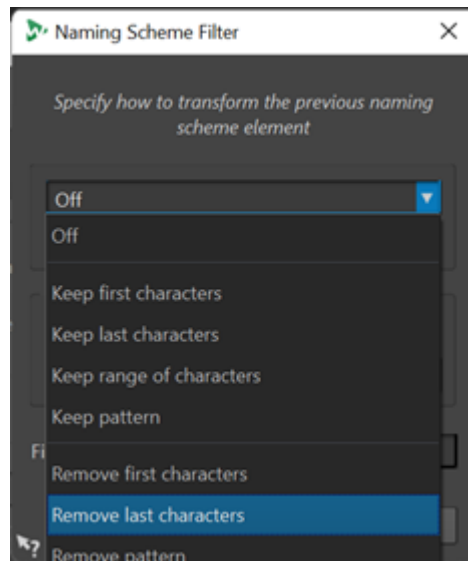 Naming Scheme Filter
Specify how to transform the previous naming
scheme element
Off
Off
Keep first characters
Keep last characters
Keep range of characters
Keep pattern
Fi
Remove first characters
Remove last characters
Remove pattern